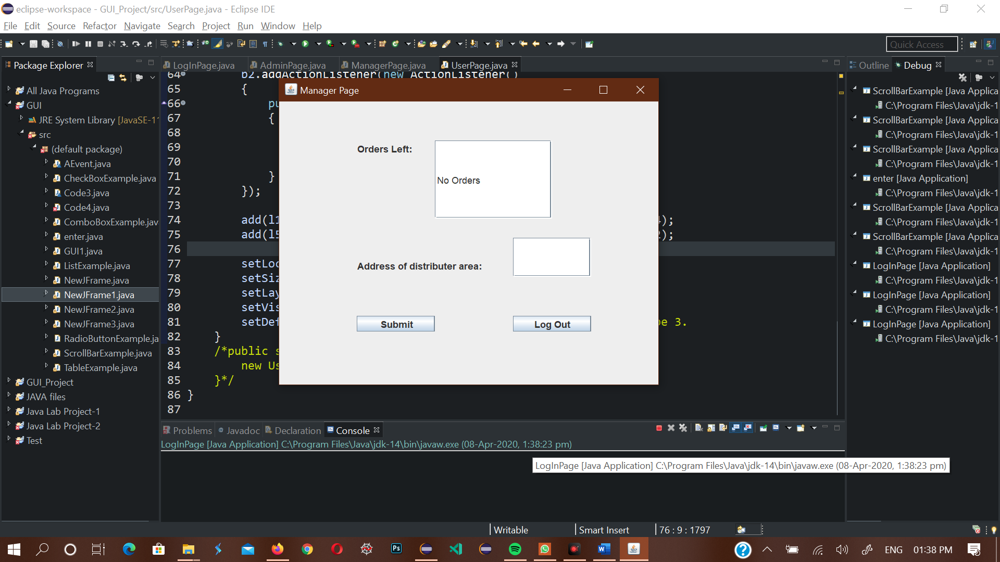 eclipse-workspace - GUI_Project/src/UserPage.java - Eclipse IDE
File Edit Source Refactor Navigate Search Project Run Window Help
Quick Access
Package Explorer
LogInPage.java AdminPage.java ManagerPage.java UserPage.java
Outline Debug
All Java Programs
GUI
JRE System Library [JavaSE-11
src
(default package)
AEvent.java
CheckBoxExample.java
Code3.java
Code4.java
ComboBoxExample.jav
enter.java
GUI1.java
ListExample.java
NewJFrame.java
NewJFrame1.java
NewJFrame2.java
NewJFrame3.java
RadioButtonExample.ja
ScrollBarExample.java
TableExample.java
GUI_Project
JAVA files
Java Lab Project-1
Java Lab Project-2
Test
64 b2.addActionListener(new ActionListener()
65 {
66 pu
67 {
68
69
70
71 }
72 });
73
74 add(l1 4);
75 add(l5 2);
76
77 setLoc
78 setSiz
79 setLay
80 setVis
81 setDef be 3.
82 }
83 /*public s
84 new Us
85 }*/
86 }
87
Manager Page
Orders Left:
No Orders
Address of distributer area:
Submit Log Out
ScrollBarExample [Java Applica
C:\Program Files\Java\jdk-1
ScrollBarExample [Java Applica
C:\Program Files\Java\jdk-1
ScrollBarExample [Java Applica
C:\Program Files\Java\jdk-1
enter [Java Application]
C:\Program Files\Java\jdk-1
ScrollBarExample [Java Applica
C:\Program Files\Java\jdk-1
ScrollBarExample [Java Applica
C:\Program Files\Java\jdk-1
LogInPage [Java Application]
C:\Program Files\Java\jdk-1
LogInPage [Java Application]
C:\Program Files\Java\jdk-1
LogInPage [Java Application]
C:\Program Files\Java\jdk-1
Problems Javadoc Declaration Console
LogInPage [Java Application] C:\Program Files\Java\jdk-14\bin\javaw.exe (08-Apr-2020, 1:38:23 pm)
LogInPage [Java Application] C:\Program Files\Java\jdk-14\bin\javaw.exe (08-Apr-2020, 1:38:23 pm)
Writable Smart Insert 76 : 9 : 1797
Ps
ENG 01:38 PM